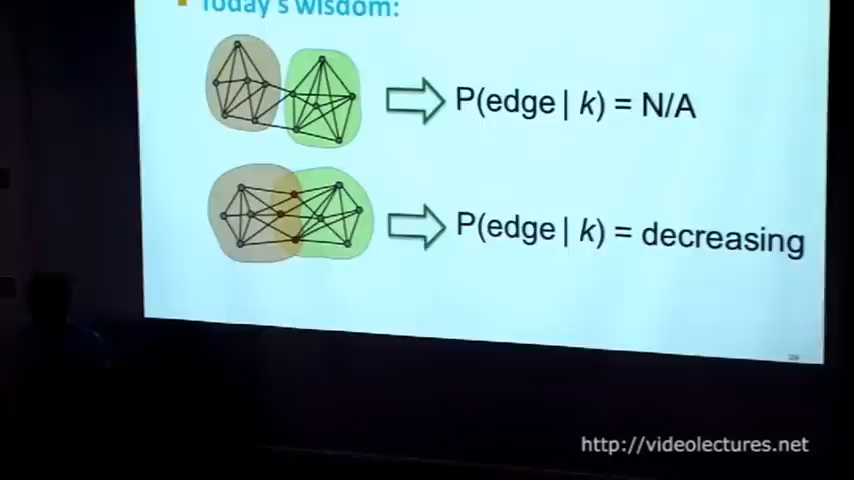 Today's wisdom:
P(edge | k) = N/A
P(edge | k) = decreasing
http://videolectures.net